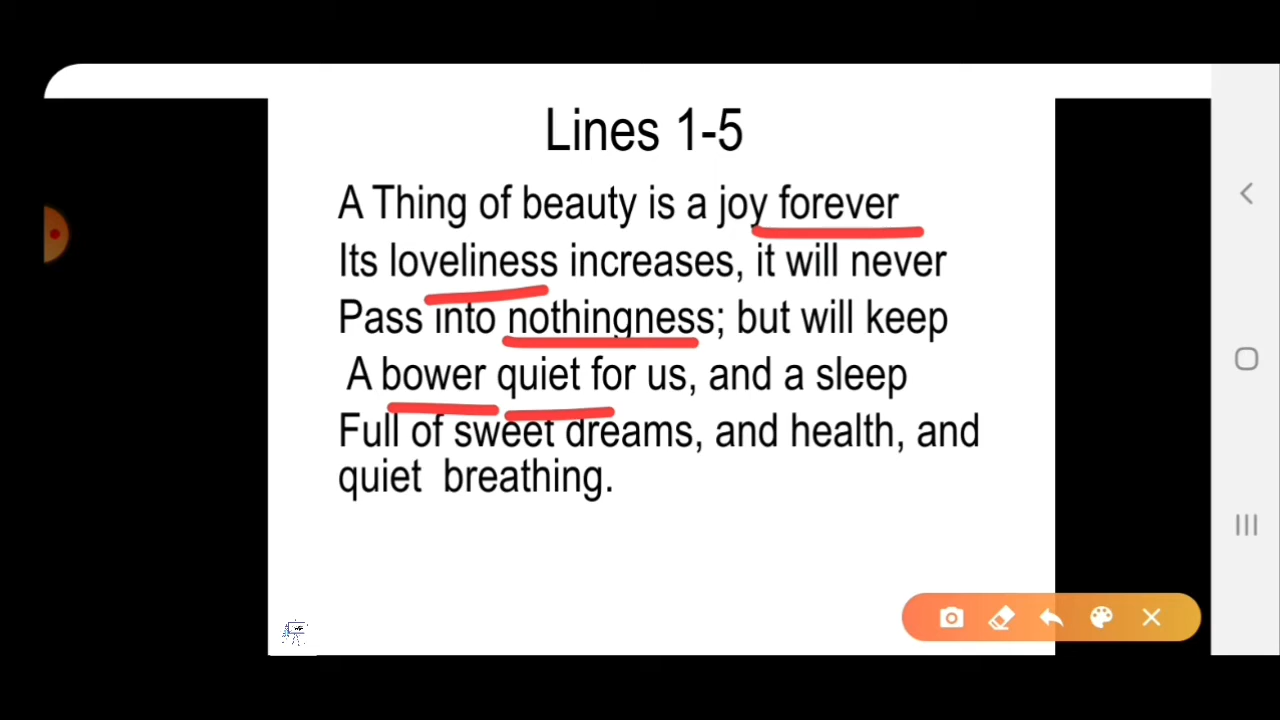 Lines 1-5
A Thing of beauty is a joy forever
Its loveliness increases, it will never
Pass into nothingness; but will keep
A bower quiet for us, and a sleep
Full of sweet dreams, and health, and
quiet breathing.